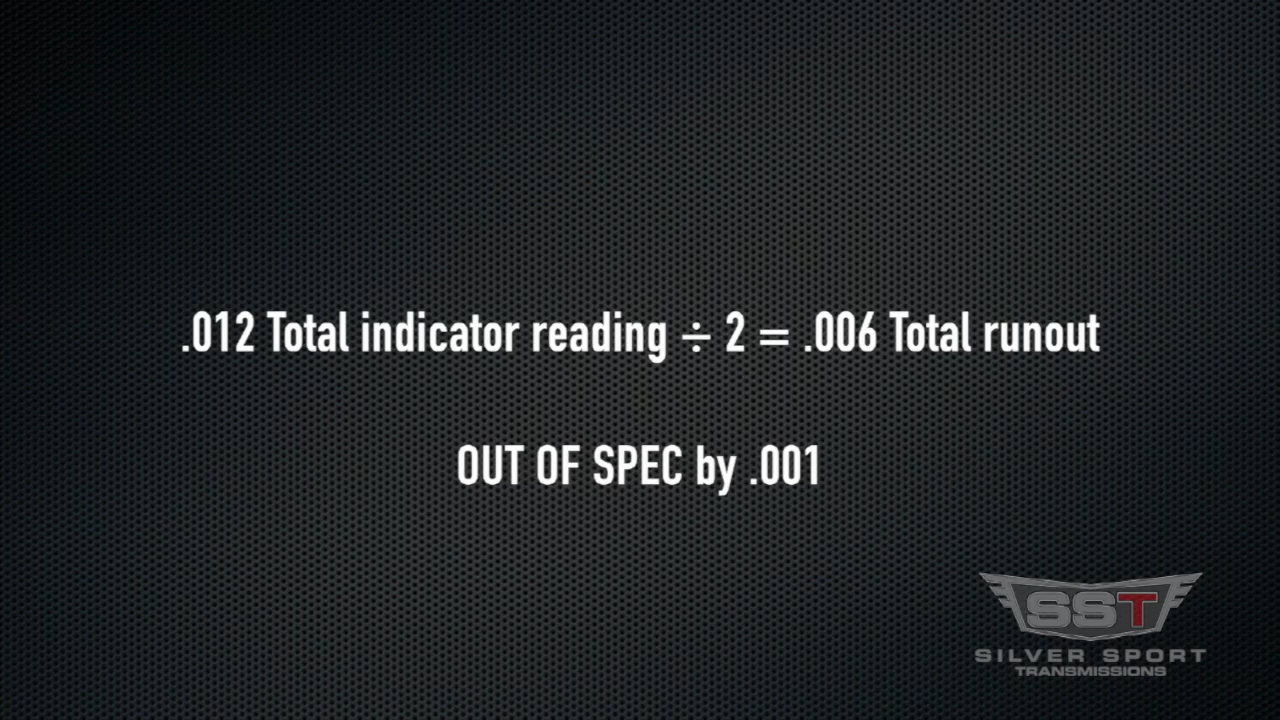 .012 Total indicator reading ÷ 2 = .006 Total runout
OUT OF SPEC by .001
SST
SILVER SPORT
TRANSMISSIONS